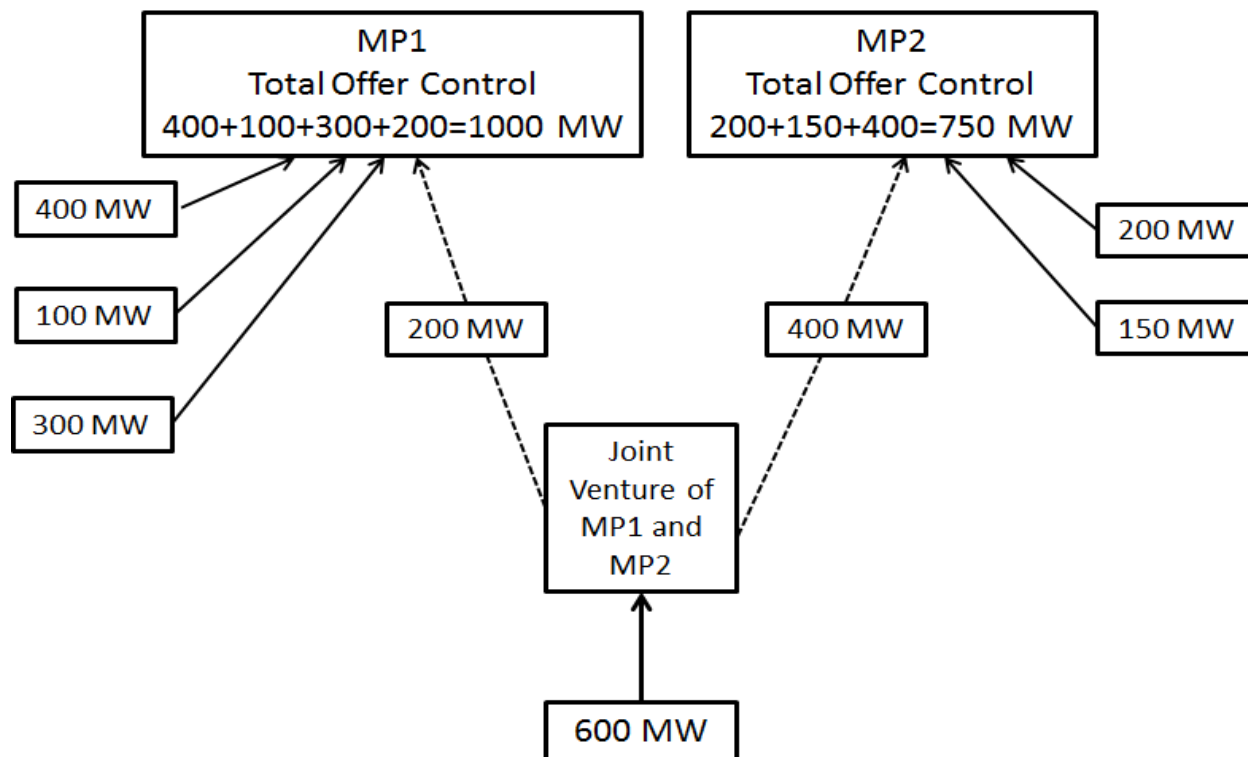 MP1
Total Offer Control
400+100+300+200=1000 MW
MP2
Total Offer Control
200+150+400=750 MW
400 MW
200 MW
100 MW
200 MW
400 MW
150 MW
300 MW
Joint
Venture of
MP1 and
MP2
600 MW